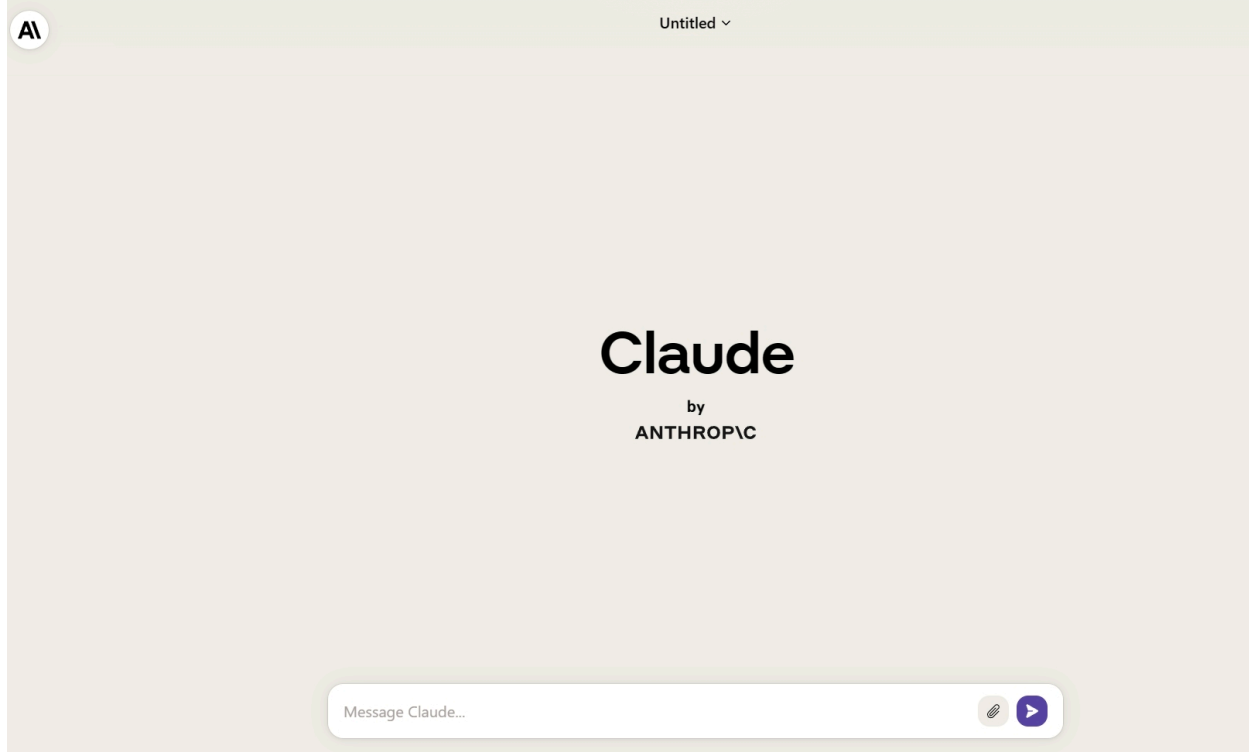 A\
Untitled
Claude
by
ANTHROP\C
Message Claude...